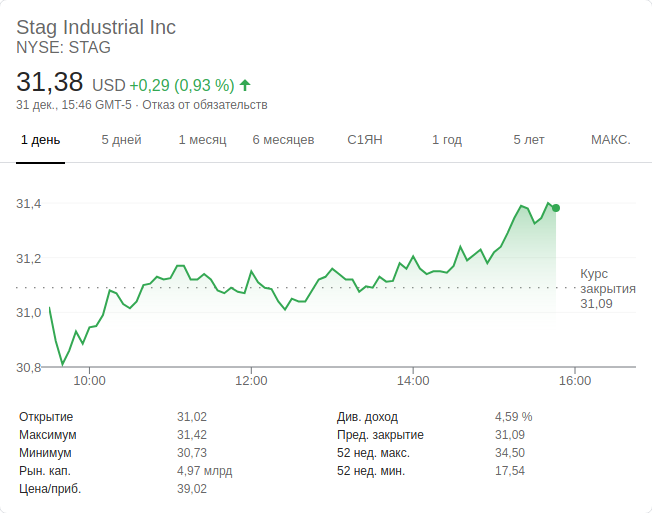 Stag Industrial Inc
NYSE: STAG
31,38 USD +0,29 (0,93 %)
31 дек., 15:46 GMT-5 · Отказ от обязательств
1 день 5 дней 1 месяц 6 месяцев С1ЯН 1 год 5 лет МАКС.
31,4
31,2
31,0
30,8
Курс
закрытия
31,09
10:00 12:00 14:00 16:00
Открытие 31,02
Максимум 31,42
Минимум 30,73
Рын. кап. 4,97 млрд
Цена/приб. 39,02
Див. доход 4,59 %
Пред. закрытие 31,09
52 нед. макс. 34,50
52 нед. мин. 17,54